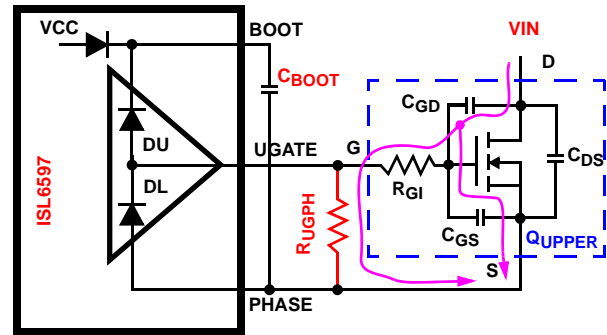 VCC
BOOT
VIN
D
CBOOT
CGD
DU
UGATE
G
CDS
DL
RGI
ISL6597
RUGPH
CGS
QUPPER
S
PHASE